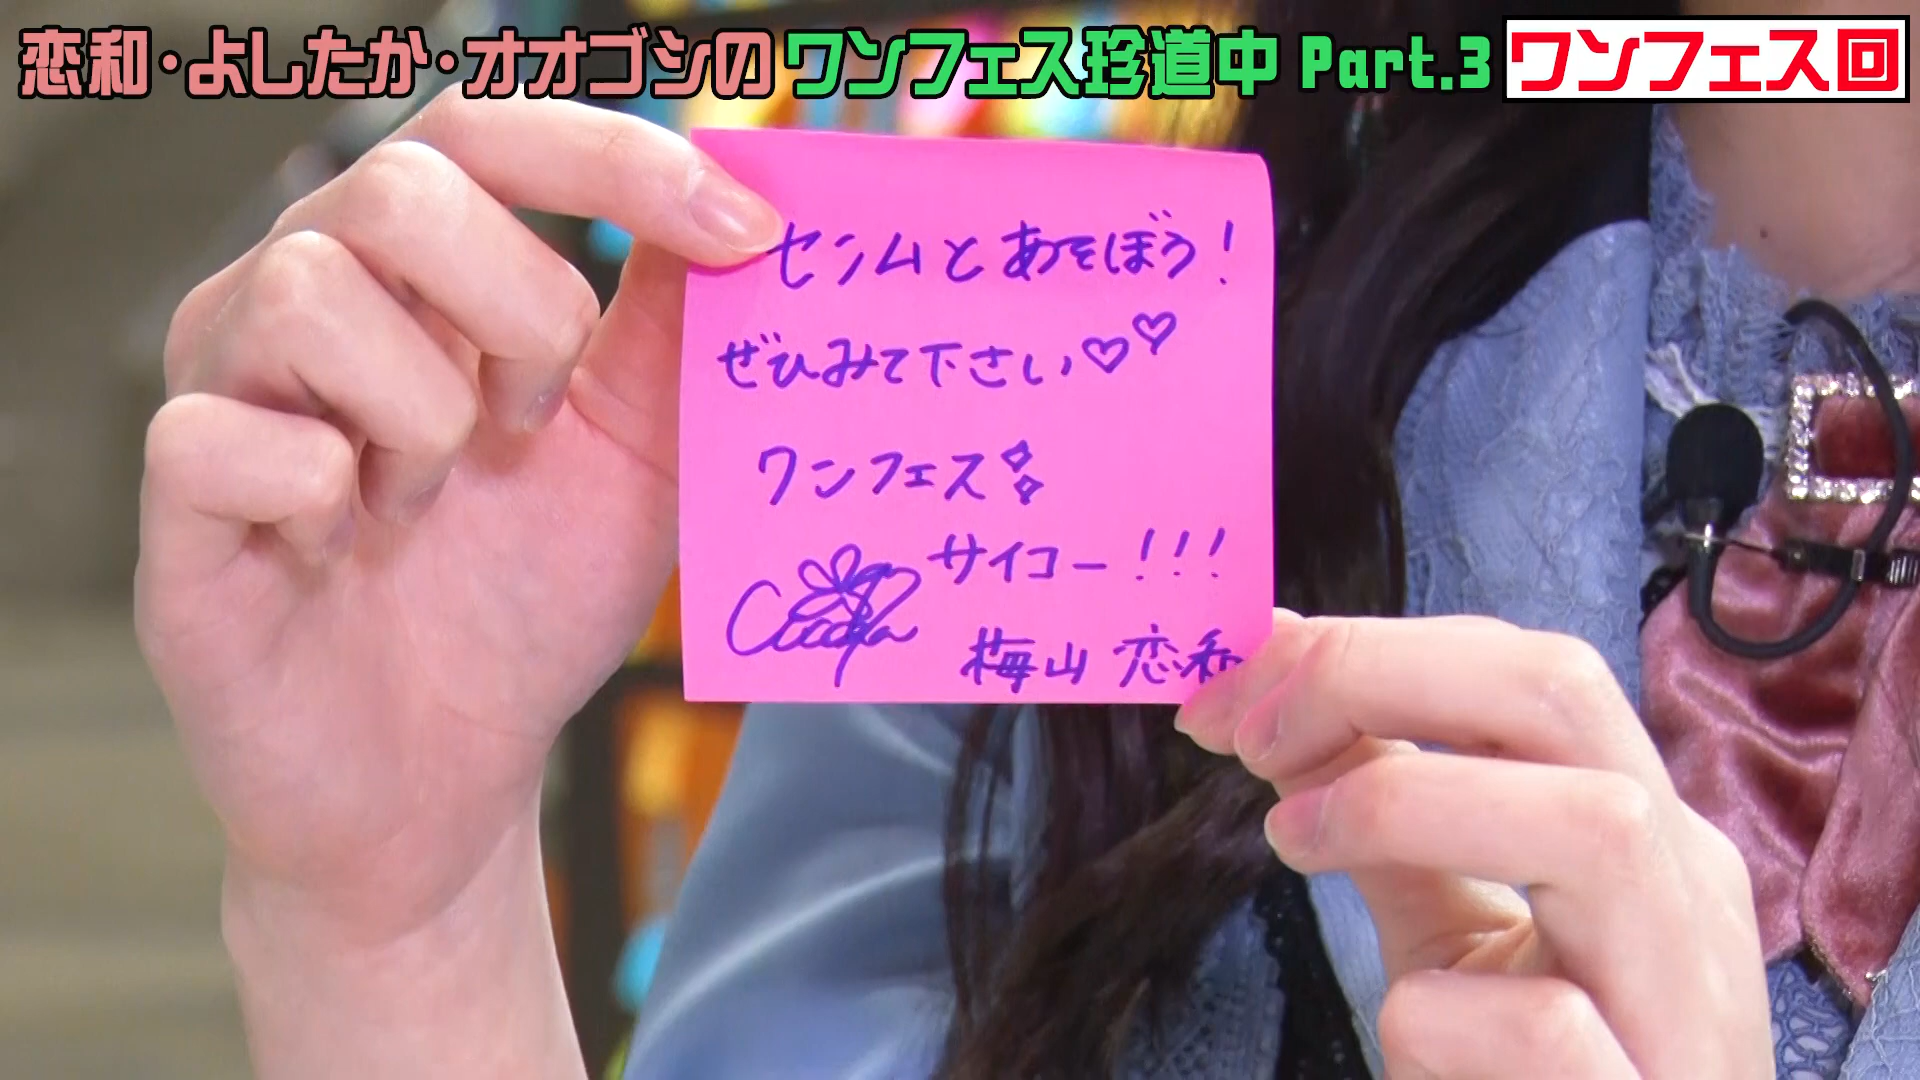 恋和・よしたか・オオゴシのワンフェス珍道中 Part.3 ワンフェス回
センムとあそぼう!
ぜひみて下さい♡♡
ワンフェス
サイコー!!!
梅山 恋和